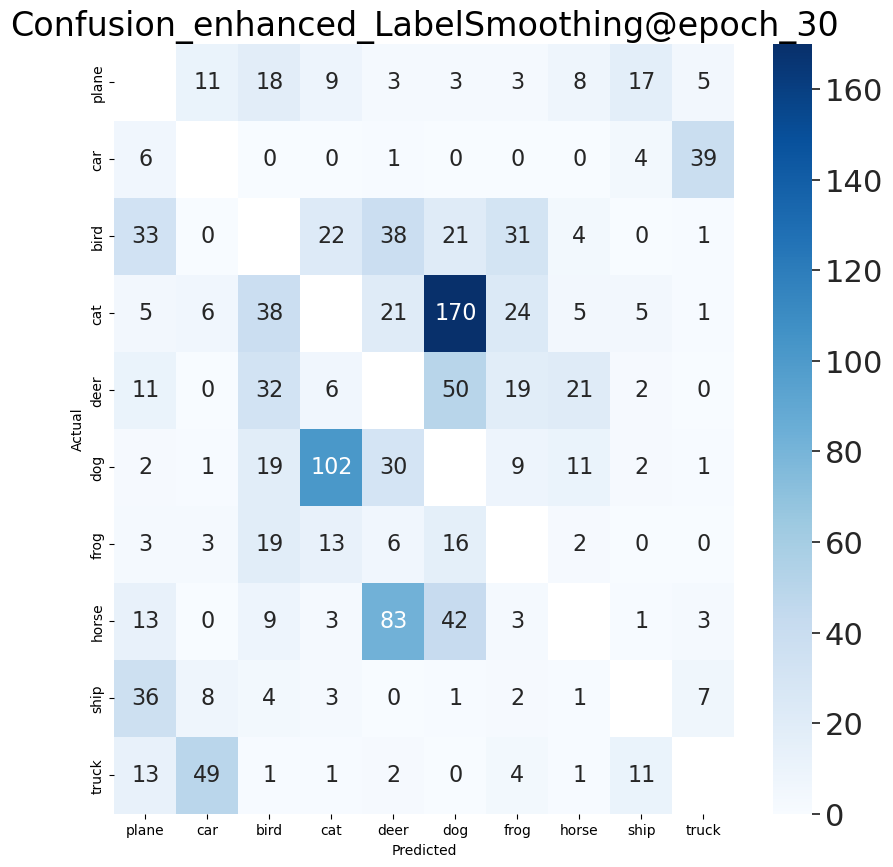 Confusion_enhanced_LabelSmoothing@epoch_30
plane 11 18 9 3 3 3 8 17 5
car 6 0 0 1 0 0 0 4 39
bird 33 0 22 38 21 31 4 0 1
cat 5 6 38 21 170 24 5 5 1
deer 11 0 32 6 50 19 21 2 0
dog 2 1 19 102 30 9 11 2 1
frog 3 3 19 13 6 16 2 0 0
horse 13 0 9 3 83 42 3 1 3
ship 36 8 4 3 0 1 2 1 7
truck 13 49 1 1 2 0 4 1 11
plane car bird cat deer dog frog horse ship truck
Predicted
Actual
160
140
120
100
80
60
40
20
0